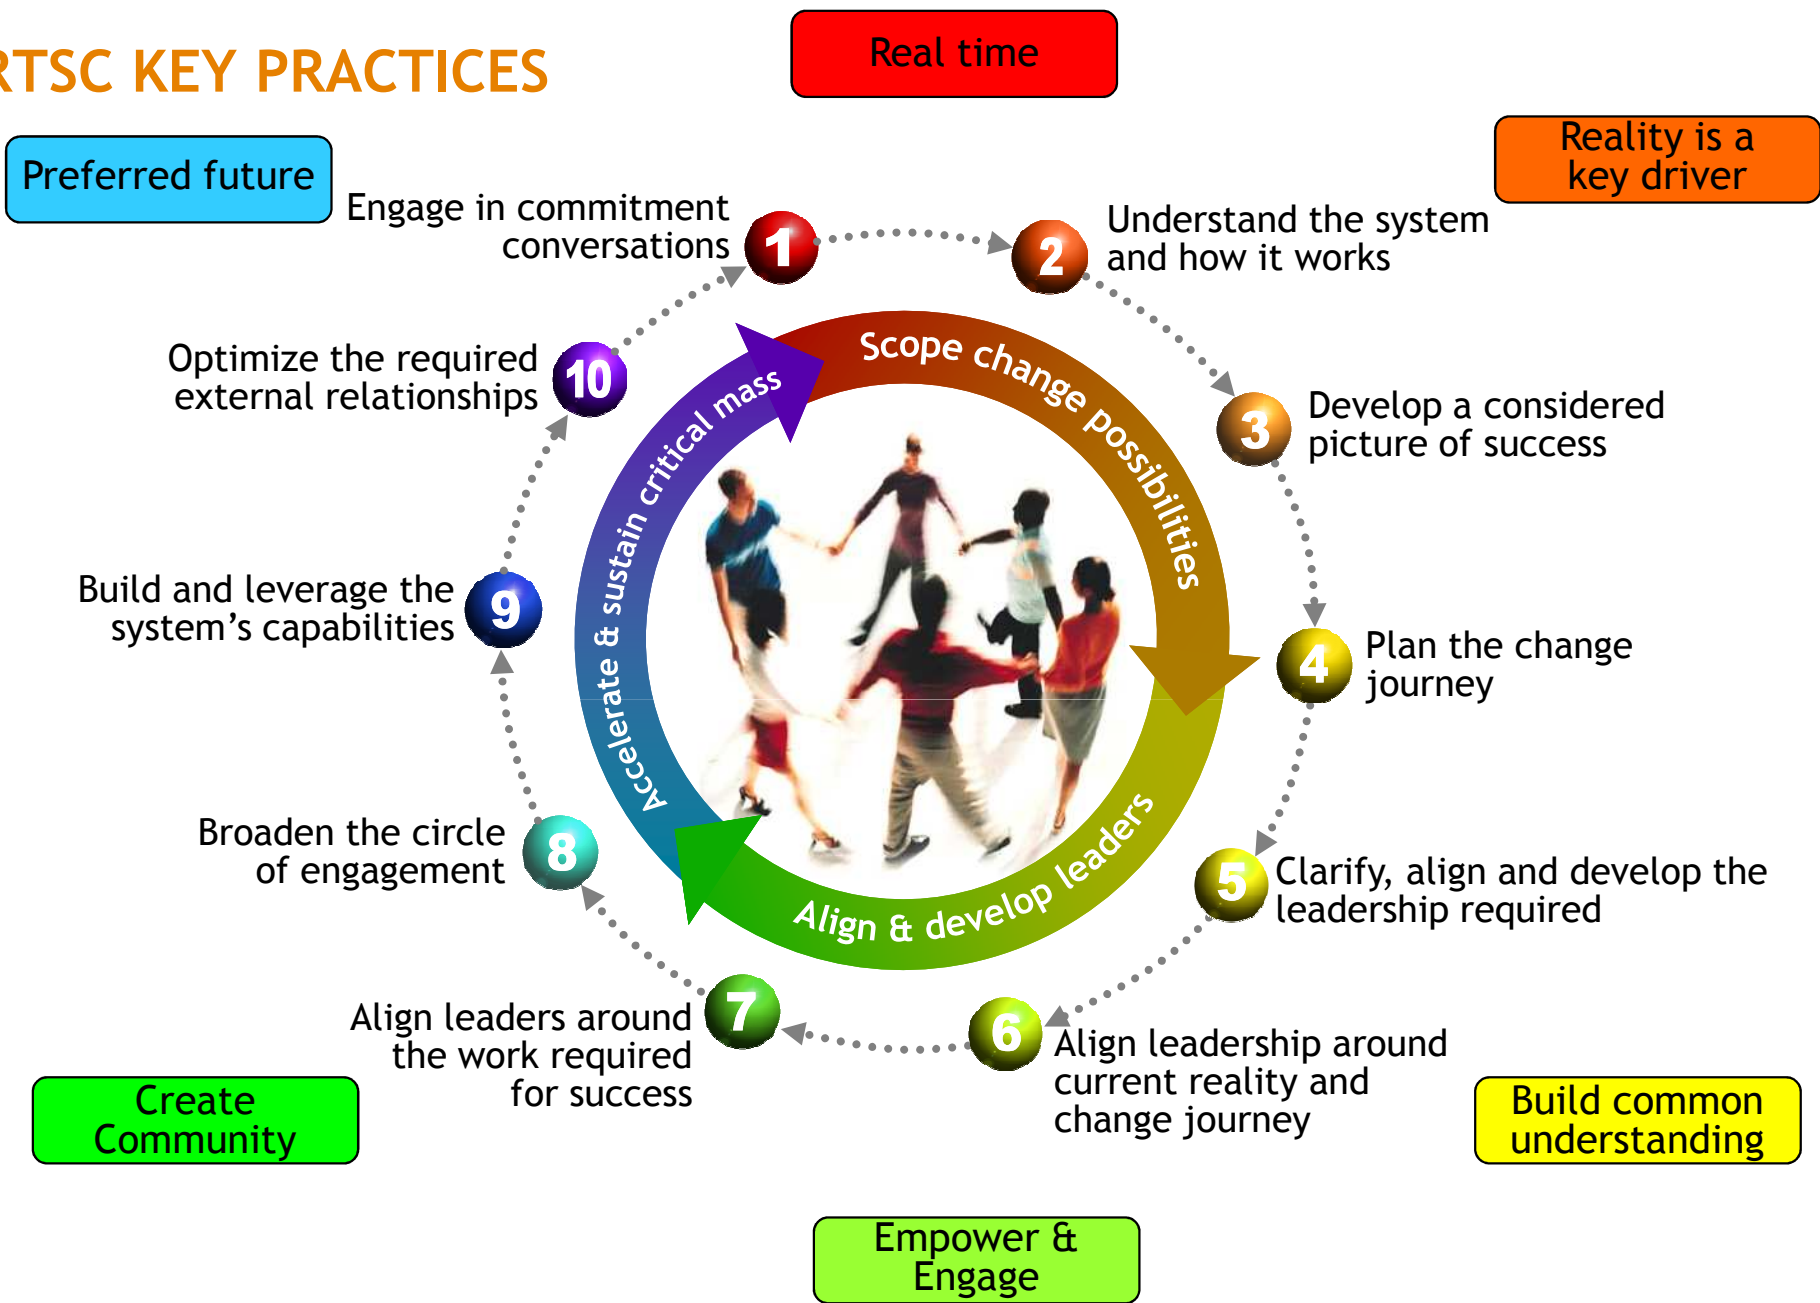 RTSC KEY PRACTICES
Real time
Reality is a
key driver
Preferred future
1
Engage in commitment
conversations
2
Understand the system
and how it works
3
Develop a considered
picture of success
4
Plan the change
journey
5
Clarify, align and develop the
leadership required
6
Align leadership around
current reality and
change journey
7
Align leaders around
the work required
for success
8
Broaden the circle
of engagement
9
Build and leverage the
system’s capabilities
10
Optimize the required
external relationships
Scope change possibilities
Align & develop leaders
Accelerate & sustain critical mass
Build common
understanding
Empower &
Engage
Create
Community